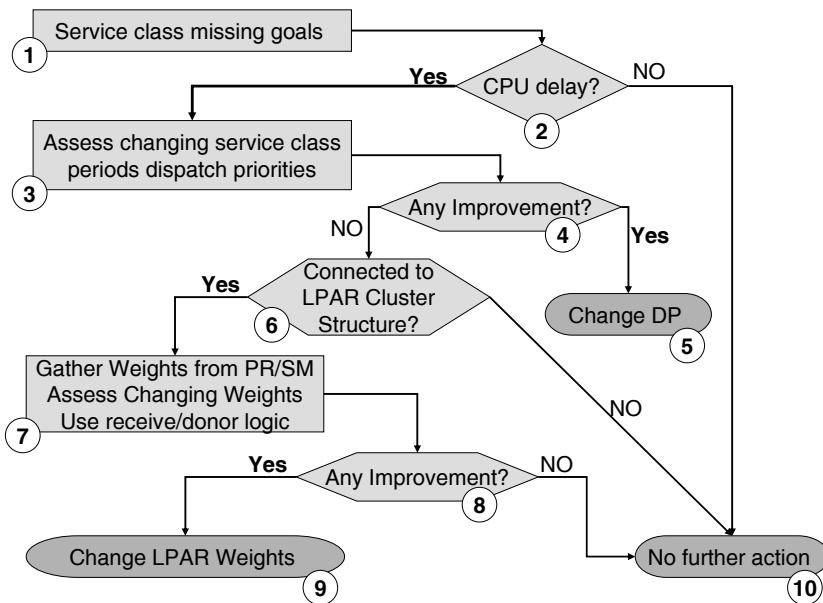 Service class missing goals
1
Yes
CPU delay?
NO
2
Assess changing service class
periods dispatch priorities
3
Any Improvement?
4
NO
Yes
Connected to
LPAR Cluster
Structure?
6
Yes
NO
Change DP
5
Gather Weights from PR/SM
Assess Changing Weights
Use receive/donor logic
7
Yes
Any Improvement?
NO
8
Change LPAR Weights
9
No further action
10